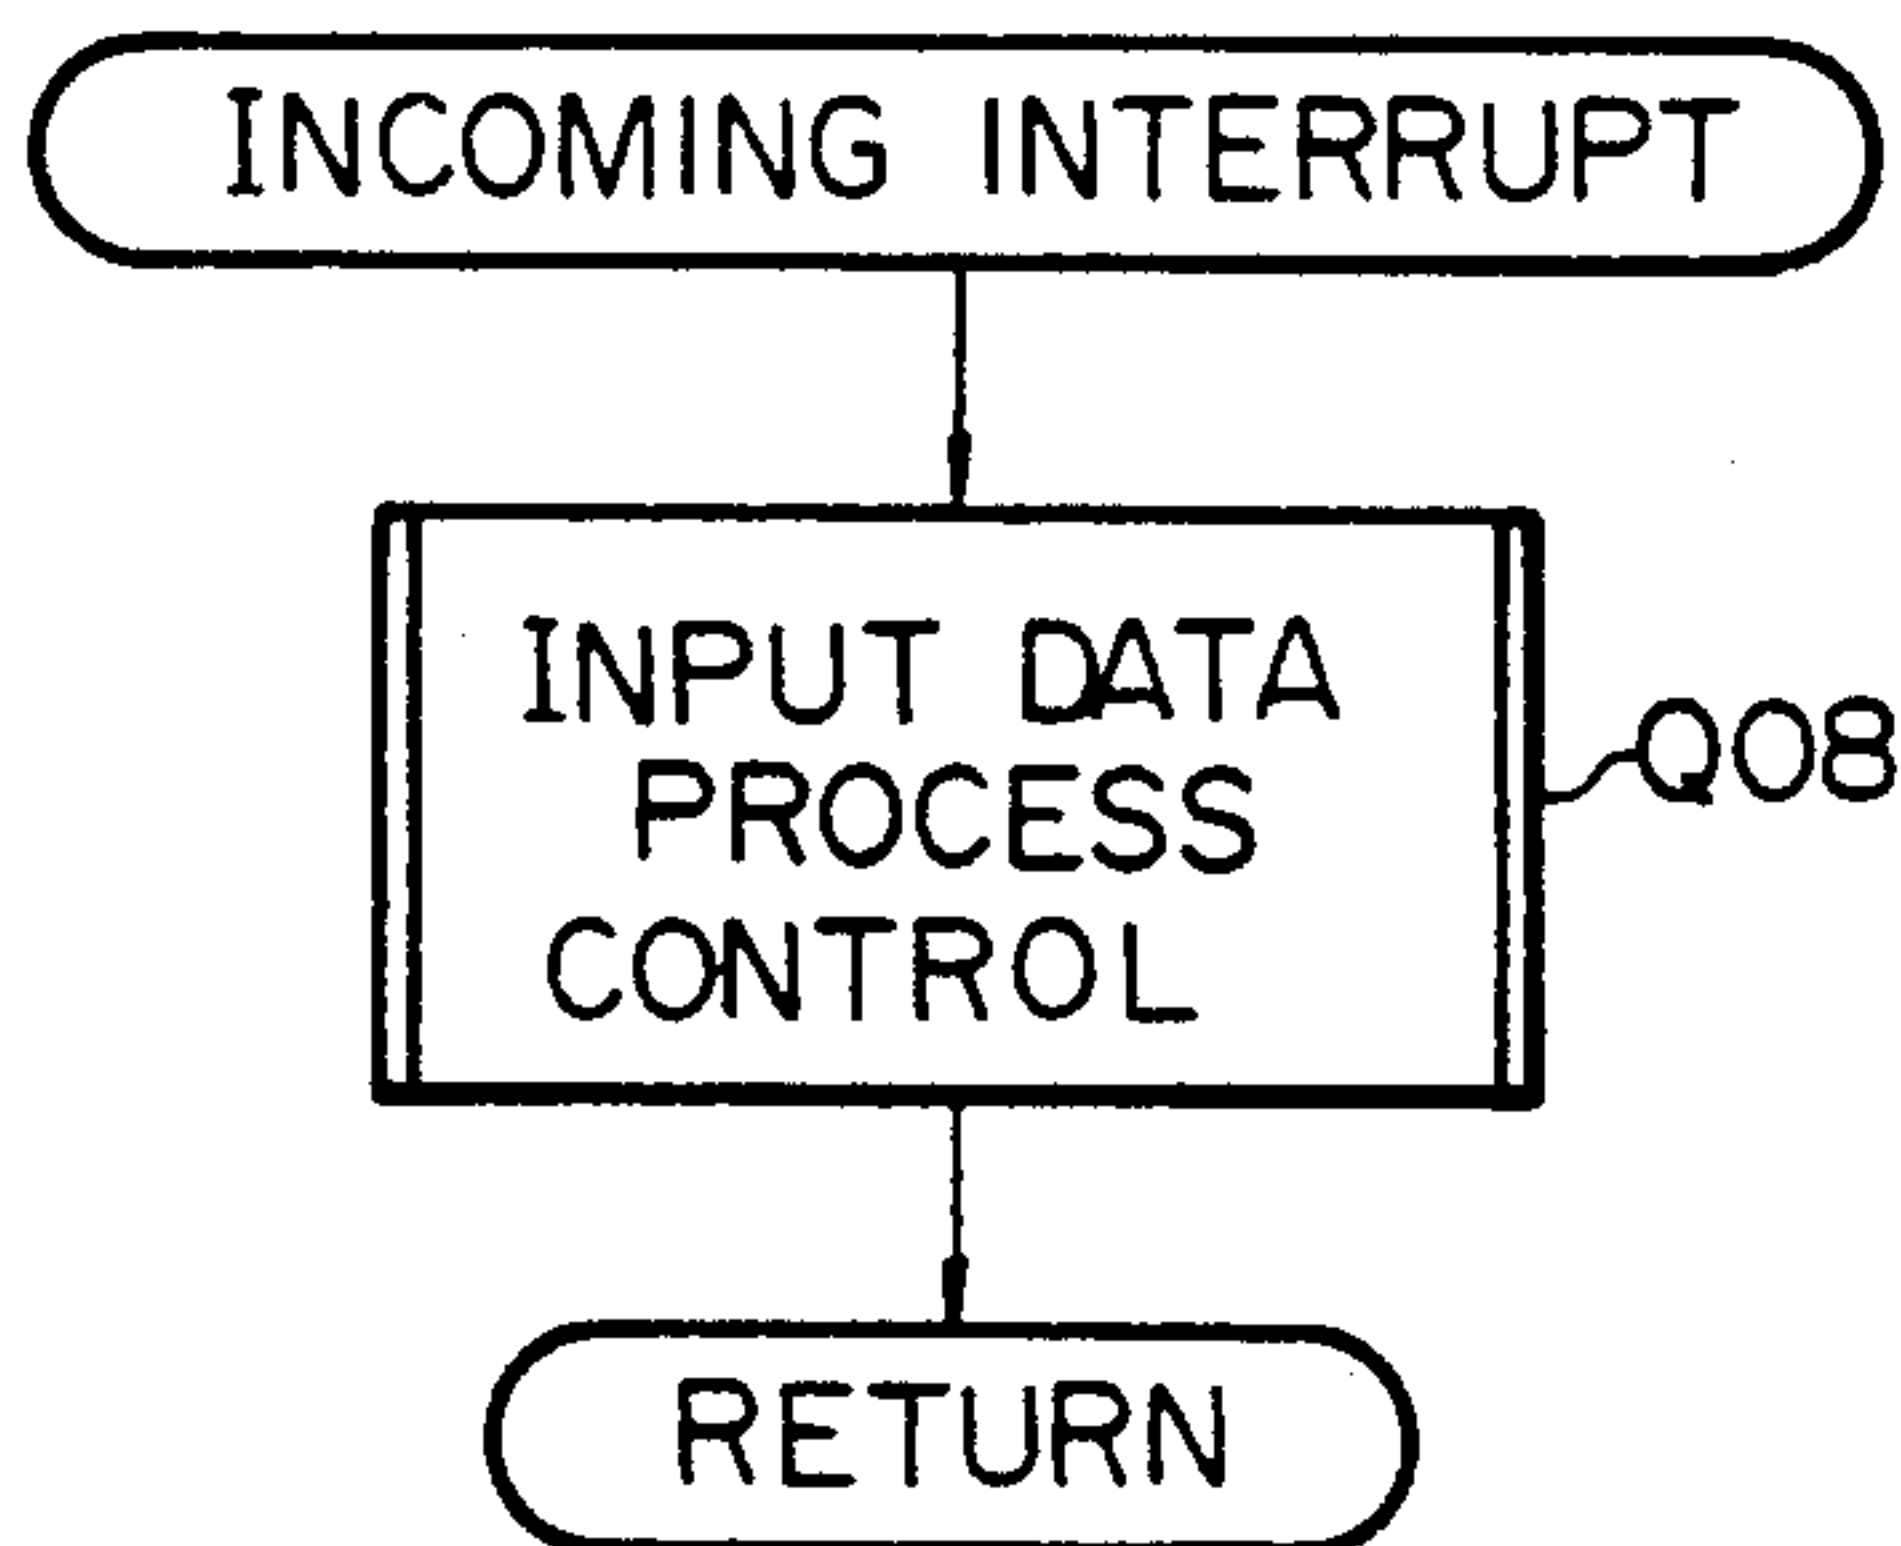 INCOMING INTERRUPT
INPUT DATA
PROCESS
CONTROL
Q08
RETURN